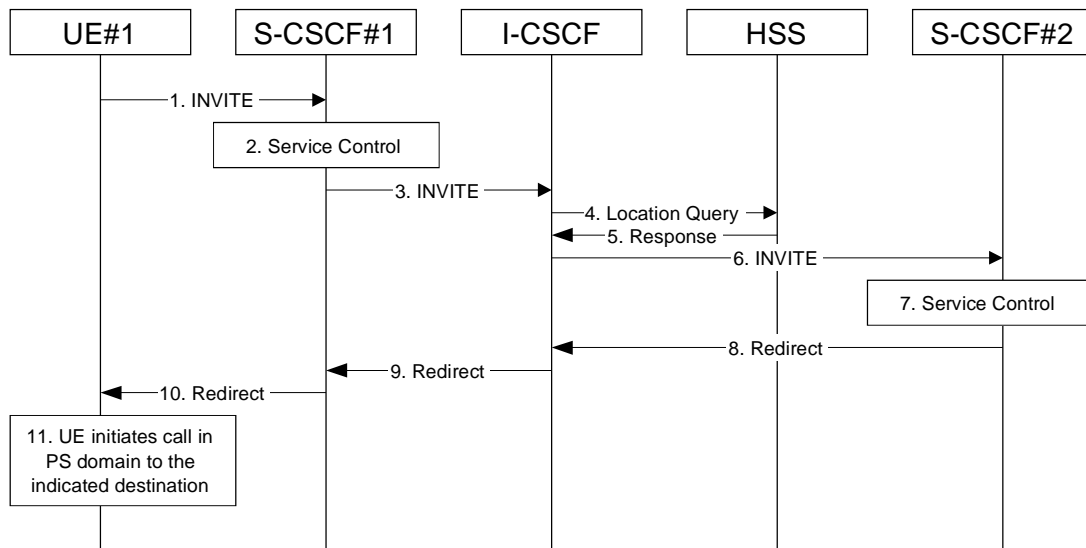 UE#1
S-CSCF#1
I-CSCF
HSS
S-CSCF#2
1. INVITE
2. Service Control
3. INVITE
4. Location Query
5. Response
6. INVITE
7. Service Control
8. Redirect
9. Redirect
10. Redirect
11. UE initiates call in
PS domain to the
indicated destination